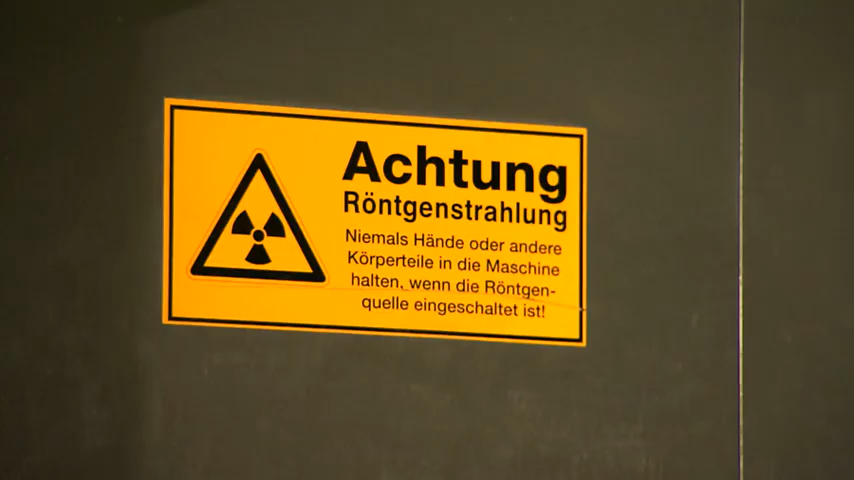 Achtung
Röntgenstrahlung
Niemals Hände oder andere
Körperteile in die Maschine
halten, wenn die Röntgen-
quelle eingeschaltet ist!